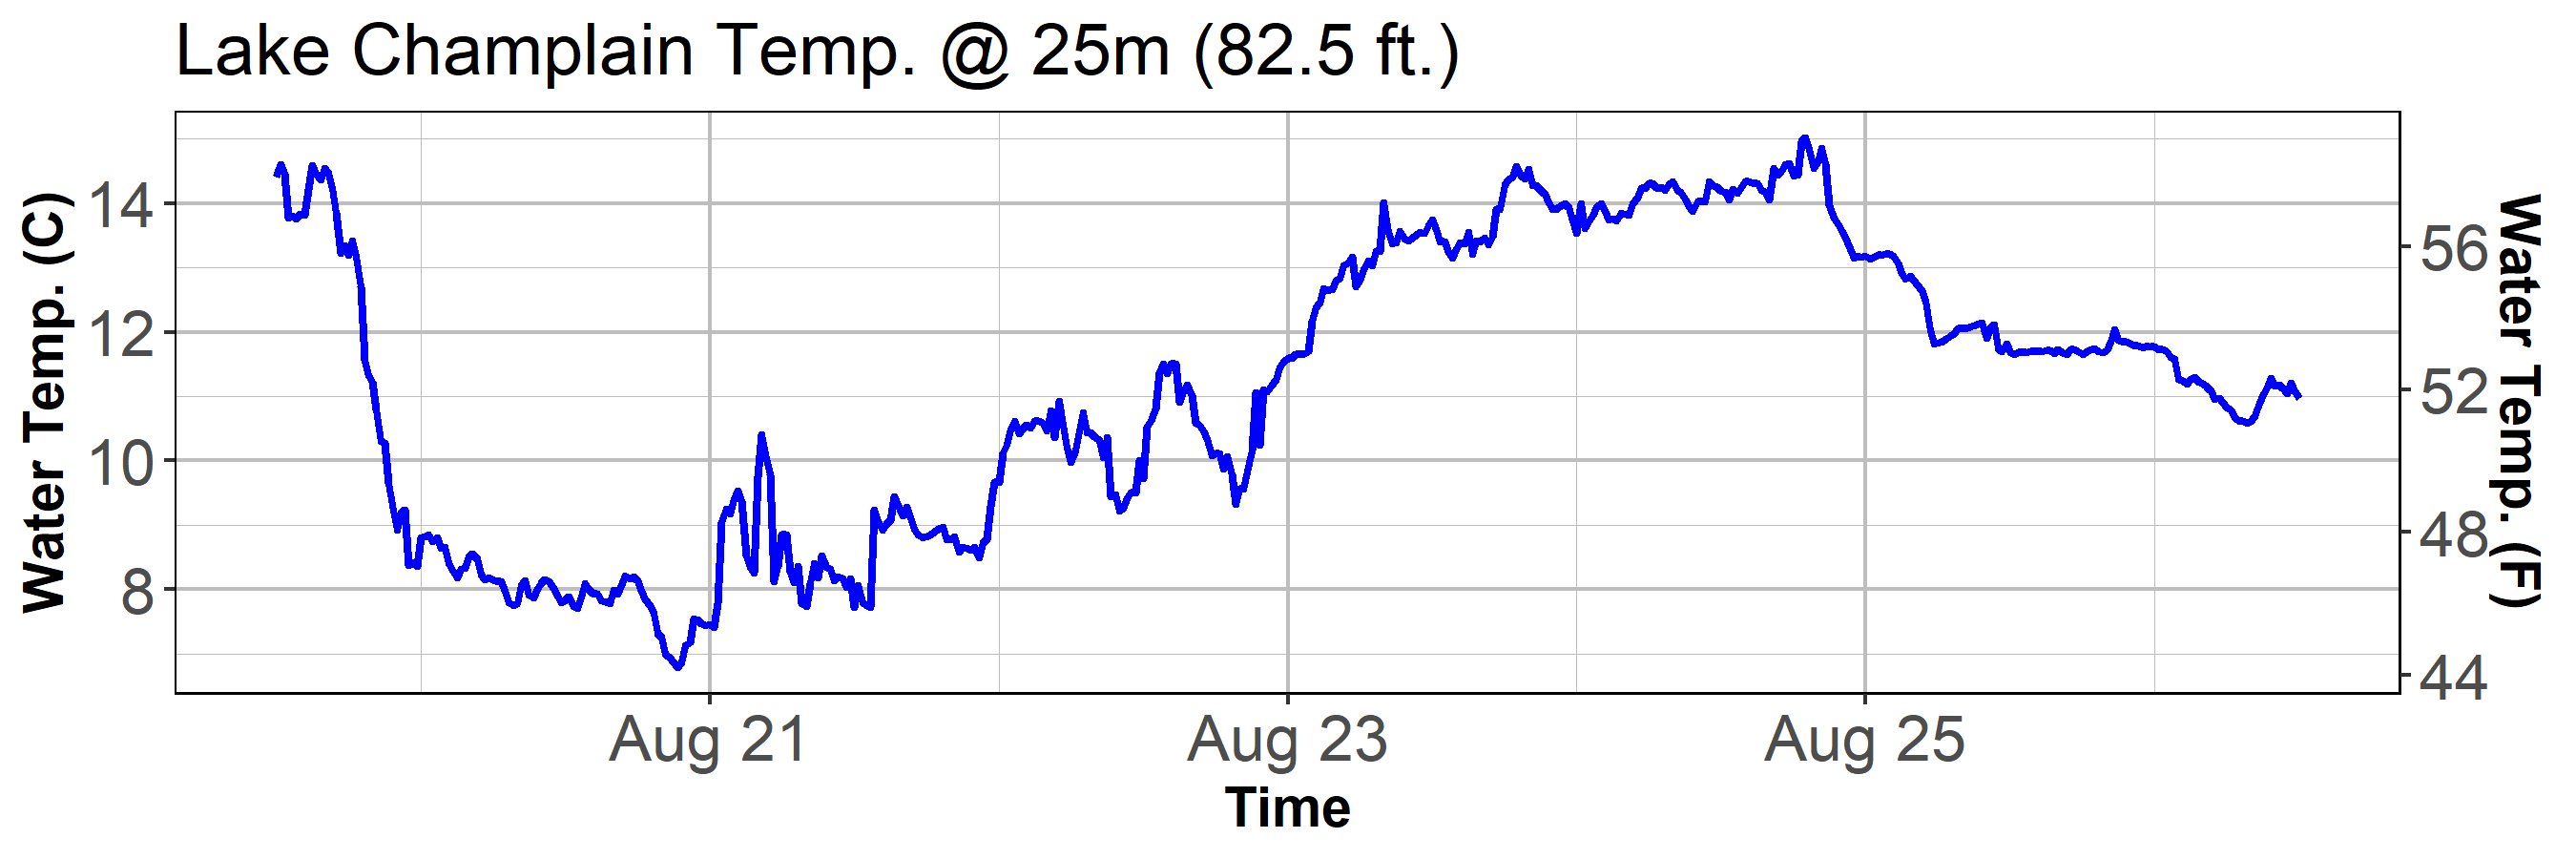 Lake Champlain Temp. @ 25m (82.5 ft.)
Water Temp. (C)
14
12
10
8
56
52
48
44
Water Temp. (F)
Aug 21 Aug 23 Aug 25
Time